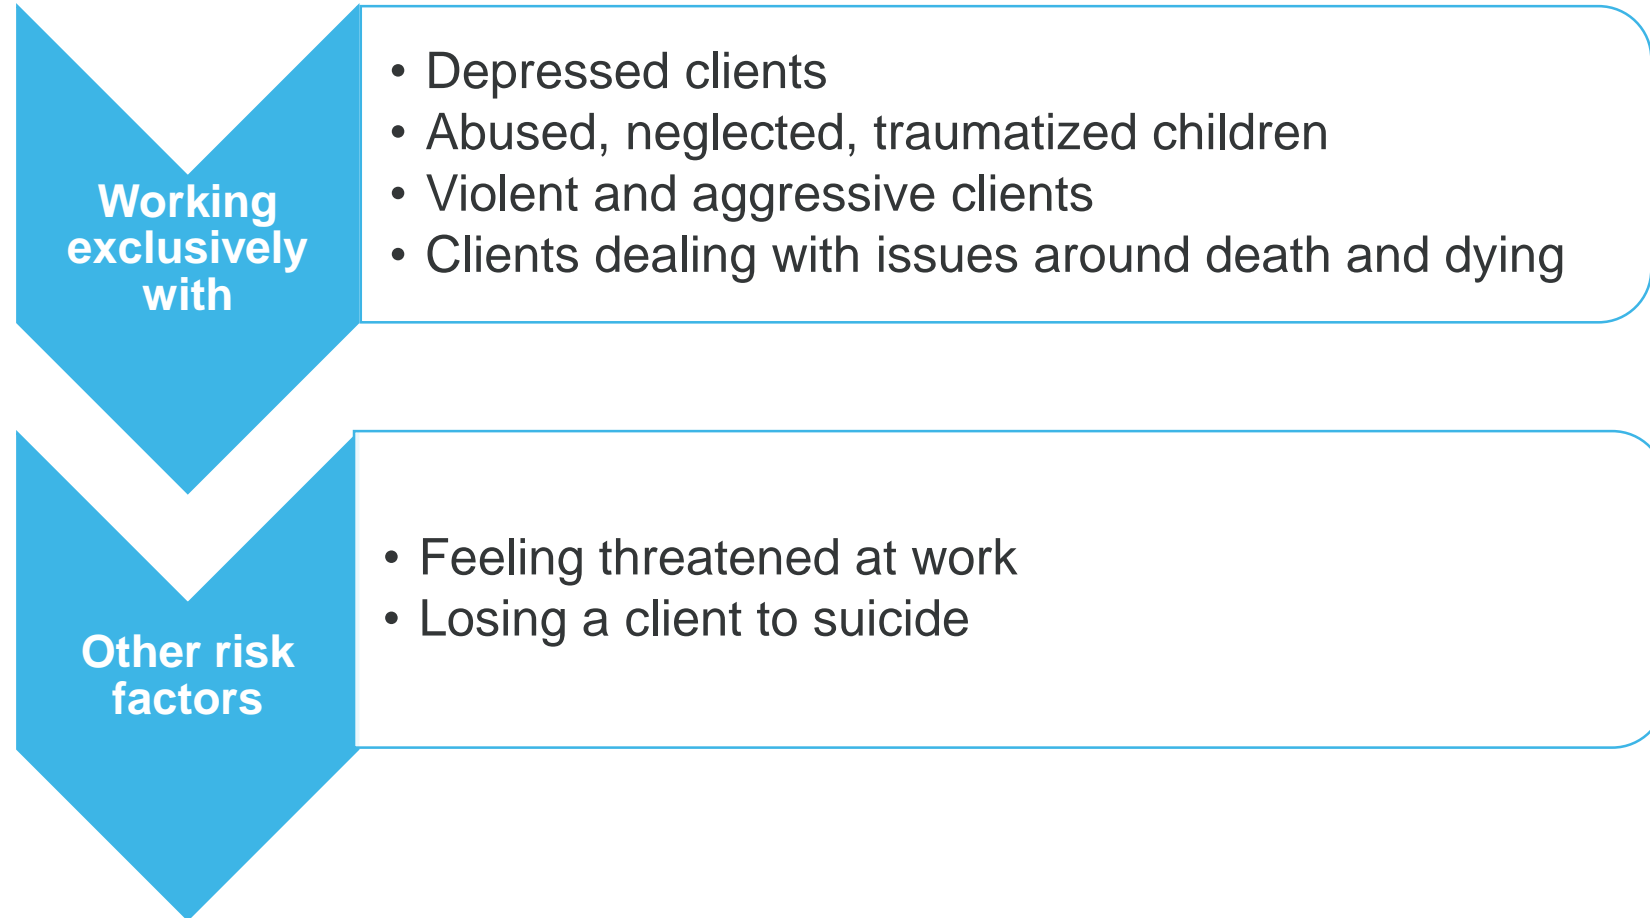 Working
exclusively
with
• Depressed clients
• Abused, neglected, traumatized children
• Violent and aggressive clients
• Clients dealing with issues around death and dying
Other risk
factors
• Feeling threatened at work
• Losing a client to suicide